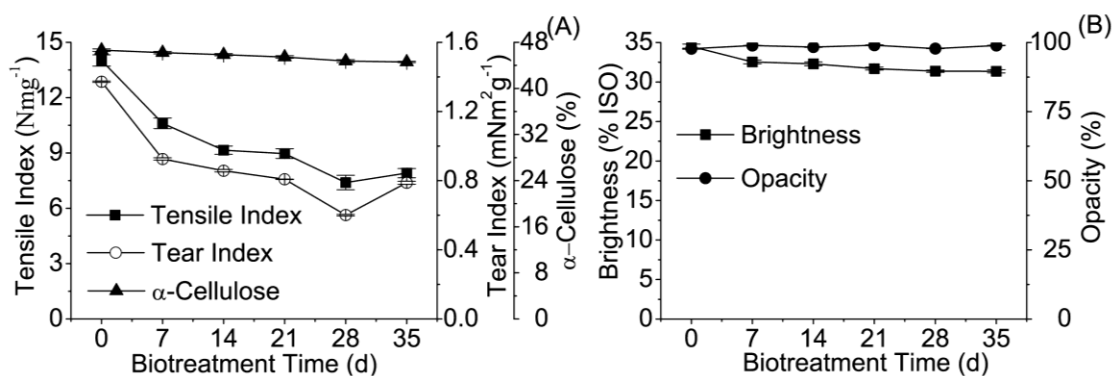 (A)
15
12
9
6
3
0
Tensile Index (Nmg⁻¹)
Tensile Index
Tear Index
α-Cellulose
0 7 14 21 28 35
Biotreatment Time (d)
1.6
1.2
0.8
0.4
0.0
Tear Index (mNm²g⁻¹)
48
40
32
24
16
8
0
α–Cellulose (%)
(B)
35
30
25
20
15
10
5
0
Brightness (% ISO)
Brightness
Opacity
0 7 14 21 28 35
Biotreatment Time (d)
100
75
50
25
0
Opacity (%)